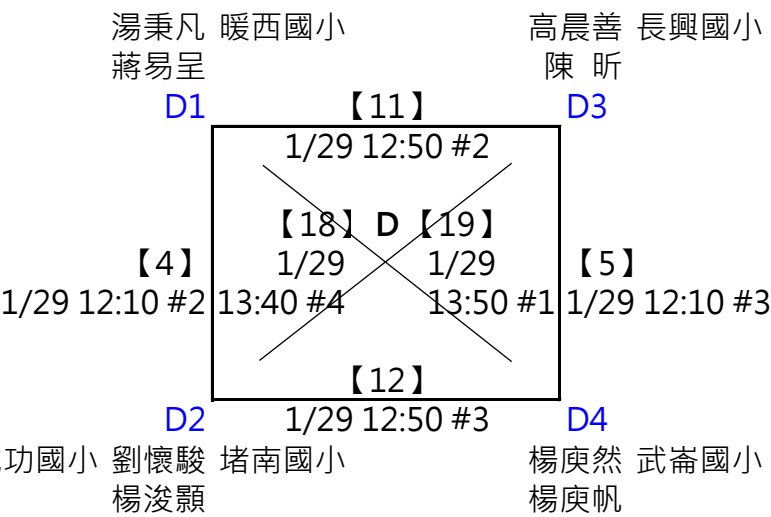 湯秉凡 暖西國小 高晨善 長興國小
蔣易呈 陳 昕
D1 【11】 D3
1/29 12:50 #2
【18】 D 【19】
【4】 1/29 1/29 【5】
1/29 12:10 #2 13:40 #4 13:50 #1 1/29 12:10 #3
【12】
D2 1/29 12:50 #3 D4
功國小 劉懷駿 堵南國小 楊庾然 武崙國小
楊浚顥 楊庾帆